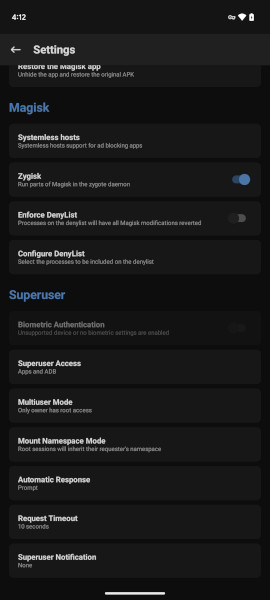 4:12
Settings
Restore the Magisk app
Unhide the app and restore the original APK
Magisk
Systemless hosts
Systemless hosts support for ad blocking apps
Zygisk
Run parts of Magisk in the zygote daemon
Enforce DenyList
Processes on the denylist will have all Magisk modifications reverted
Configure DenyList
Select the processes to be included on the denylist
Superuser
Biometric Authentication
Unsupported device or no biometric settings are enabled
Superuser Access
Apps and ADB
Multiuser Mode
Only owner has root access
Mount Namespace Mode
Root sessions will inherit their requester's namespace
Automatic Response
Prompt
Request Timeout
10 seconds
Superuser Notification
None